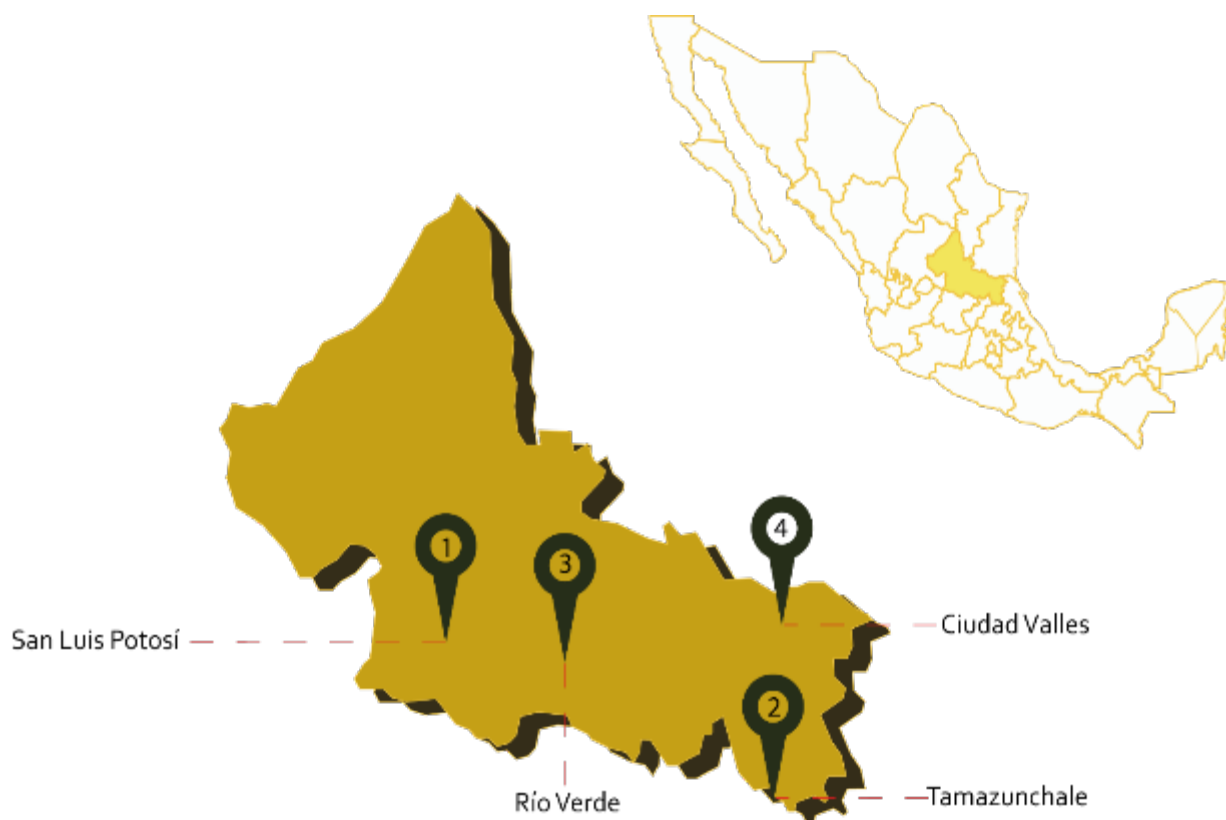 4
1
3
San Luis Potosí
Ciudad Valles
2
Río Verde
Tamazunchale